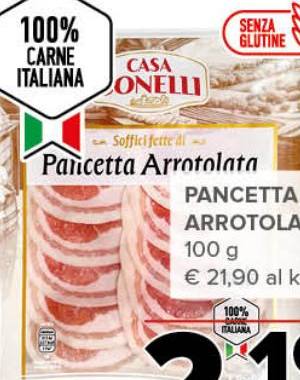 100%
CARNE
ITALIANA
SENZA
GLUTINE
CASA
ONELLI
Soffici fette di
Pancetta Arrotolata
PANCETTA
ARROTOLA
100 g
€ 21,90 al k
100%
CARNE
ITALIANA